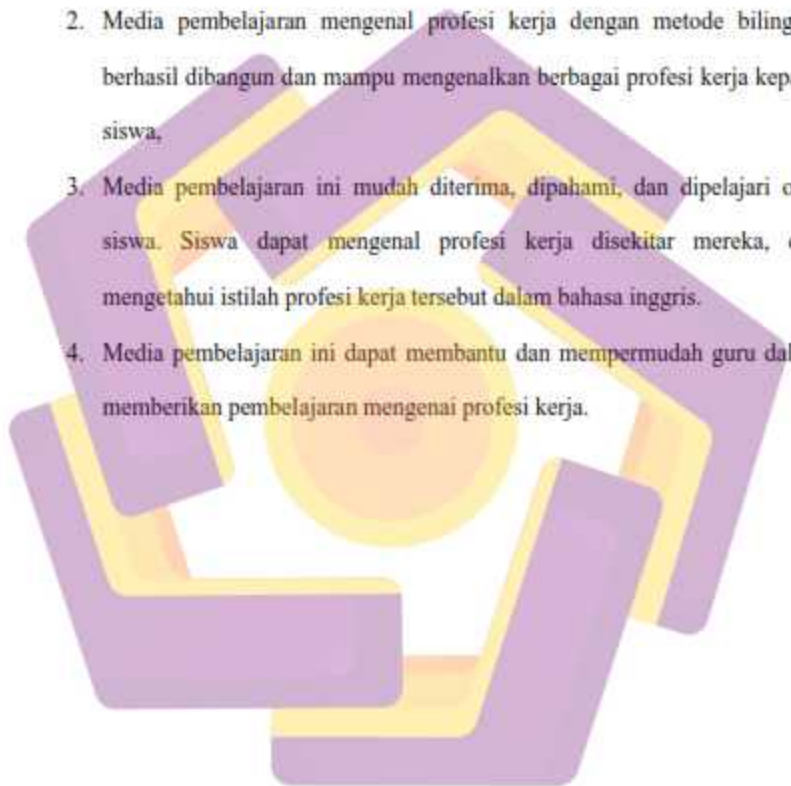 2. Media pembelajaran mengenal profesi kerja dengan metode biling
berhasil dibangun dan mampu mengenalkan berbagai profesi kerja kepa
siswa,
3. Media pembelajaran ini mudah diterima, dipahami, dan dipelajari o
siswa. Siswa dapat mengenal profesi kerja disekitar mereka,
mengetahui istilah profesi kerja tersebut dalam bahasa inggris.
4. Media pembelajaran ini dapat membantu dan mempermudah guru dal
memberikan pembelajaran mengenai profesi kerja.